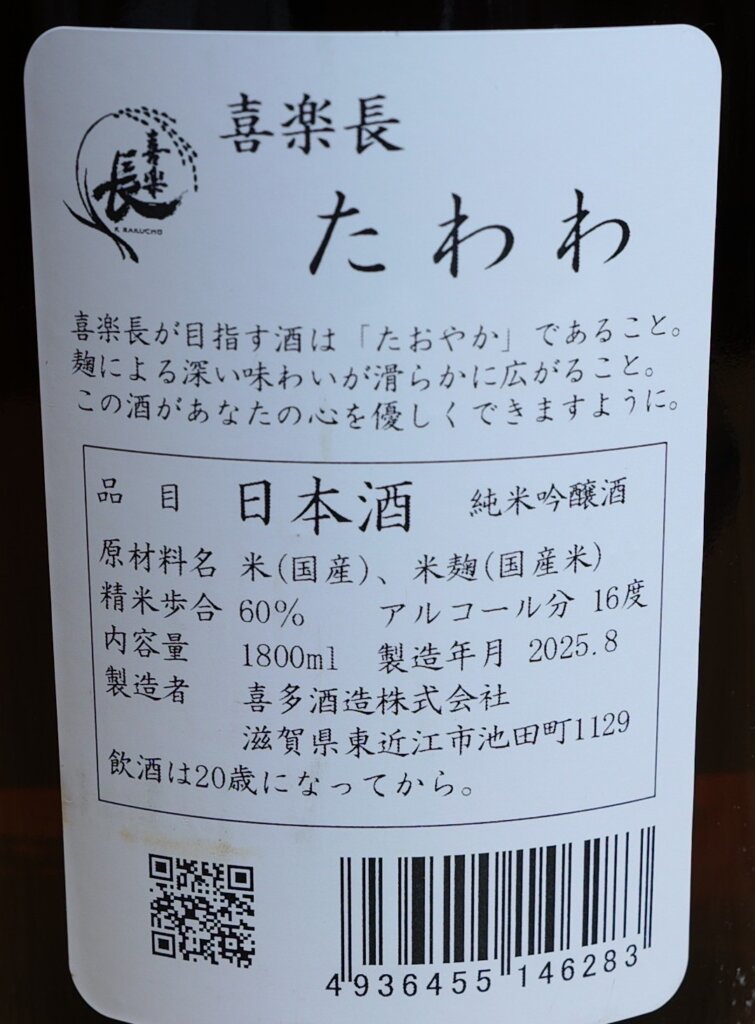 喜楽長
喜楽
長
KIRAKUCHO
たわわ
喜楽長が目指す酒は「たおやか」であること。
麹による深い味わいが滑らかに広がること。
この酒があなたの心を優しくできますように。
品目 日本酒 純米吟醸酒
原材料名 米(国産)、米麹(国産米)
精米歩合 60% アルコール分 16度
内容量 1800ml 製造年月 2025.8
製造者 喜多酒造株式会社
滋賀県東近江市池田町1129
飲酒は20歳になってから。
4936455 146283